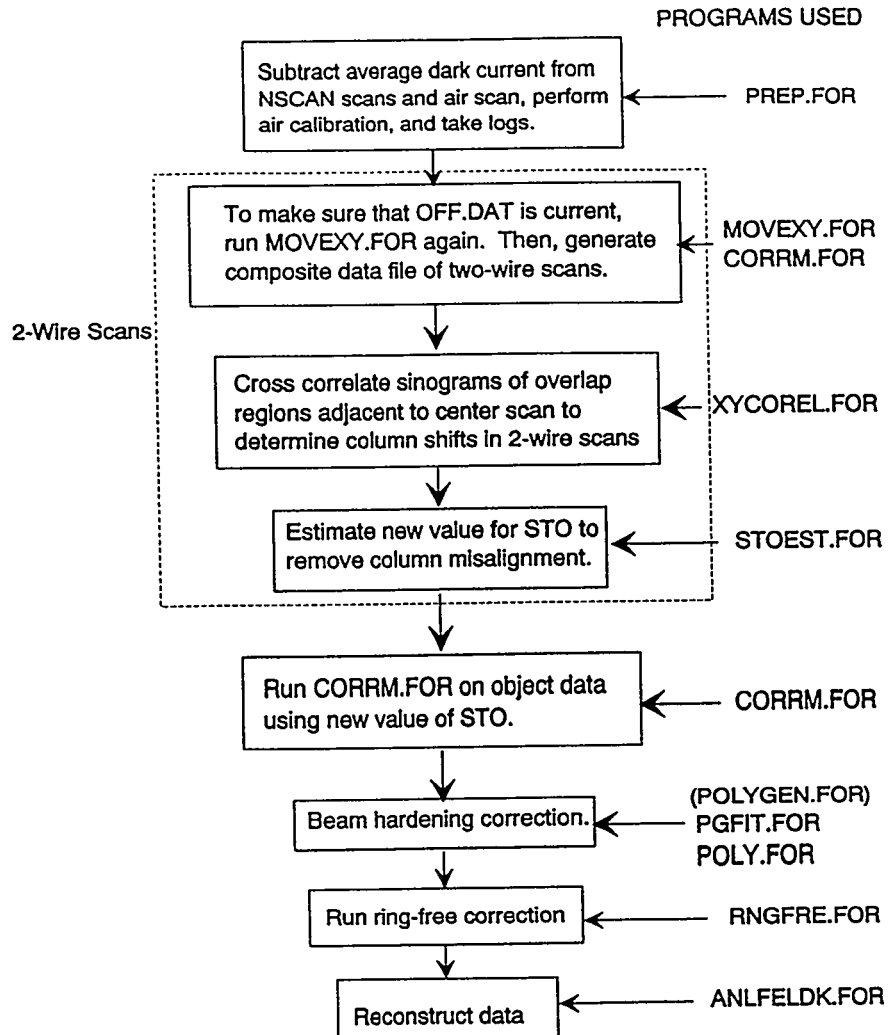 PROGRAMS USED
Subtract average dark current from
NSCAN scans and air scan, perform
air calibration, and take logs.
PREP.FOR
To make sure that OFF.DAT is current,
run MOVEXY.FOR again. Then, generate
composite data file of two-wire scans.
MOVEXY.FOR
CORRM.FOR
2-Wire Scans
Cross correlate sinograms of overlap
regions adjacent to center scan to
determine column shifts in 2-wire scans
XYCOREL.FOR
Estimate new value for STO to
remove column misalignment.
STOEST.FOR
Run CORRM.FOR on object data
using new value of STO.
CORRM.FOR
Beam hardening correction.
(POLYGEN.FOR)
PGFIT.FOR
POLY.FOR
Run ring-free correction
RNGFRE.FOR
Reconstruct data
ANLFELDK.FOR